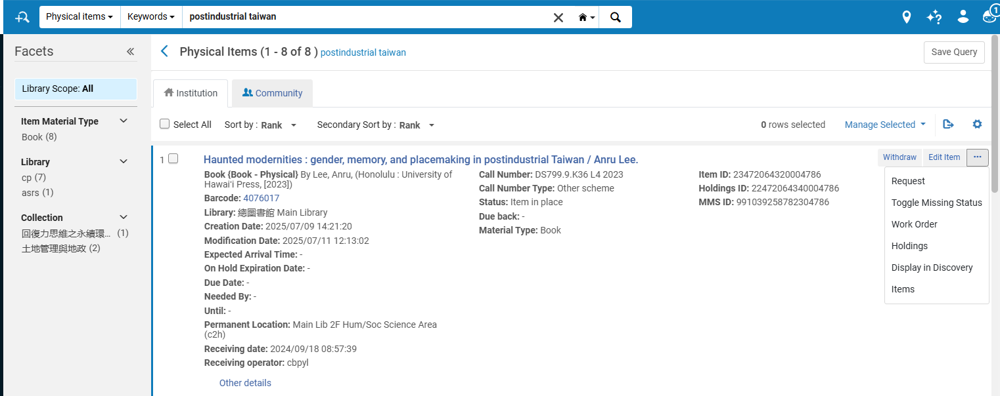 Physical items Keywords postindustrial taiwan
1
Facets
Library Scope: All
Item Material Type
Book (8)
Library
cp (7)
asrs (1)
Collection
回復力思維之永續環... (1)
土地管理與地政 (2)
Physical Items (1 - 8 of 8 ) postindustrial taiwan
Save Query
Institution Community
Select All Sort by : Rank Secondary Sort by : Rank
0 rows selected Manage Selected
1 Haunted modernities : gender, memory, and placemaking in postindustrial Taiwan / Anru Lee.
Book {Book - Physical} By Lee, Anru, (Honolulu : University of
Hawaiʻi Press, [2023])
Barcode: 4076017
Library: 總圖書館 Main Library
Creation Date: 2025/07/09 14:21:20
Modification Date: 2025/07/11 12:13:02
Expected Arrival Time: -
On Hold Expiration Date: -
Due Date: -
Needed By: -
Until: -
Permanent Location: Main Lib 2F Hum/Soc Science Area
(c2h)
Receiving date: 2024/09/18 08:57:39
Receiving operator: cbpyl
Other details
Call Number: DS799.9.K36 L4 2023
Call Number Type: Other scheme
Status: Item in place
Due back: -
Material Type: Book
Item ID: 23472064320004786
Holdings ID: 22472064340004786
MMS ID: 991039258782304786
Withdraw Edit Item ...
Request
Toggle Missing Status
Work Order
Holdings
Display in Discovery
Items